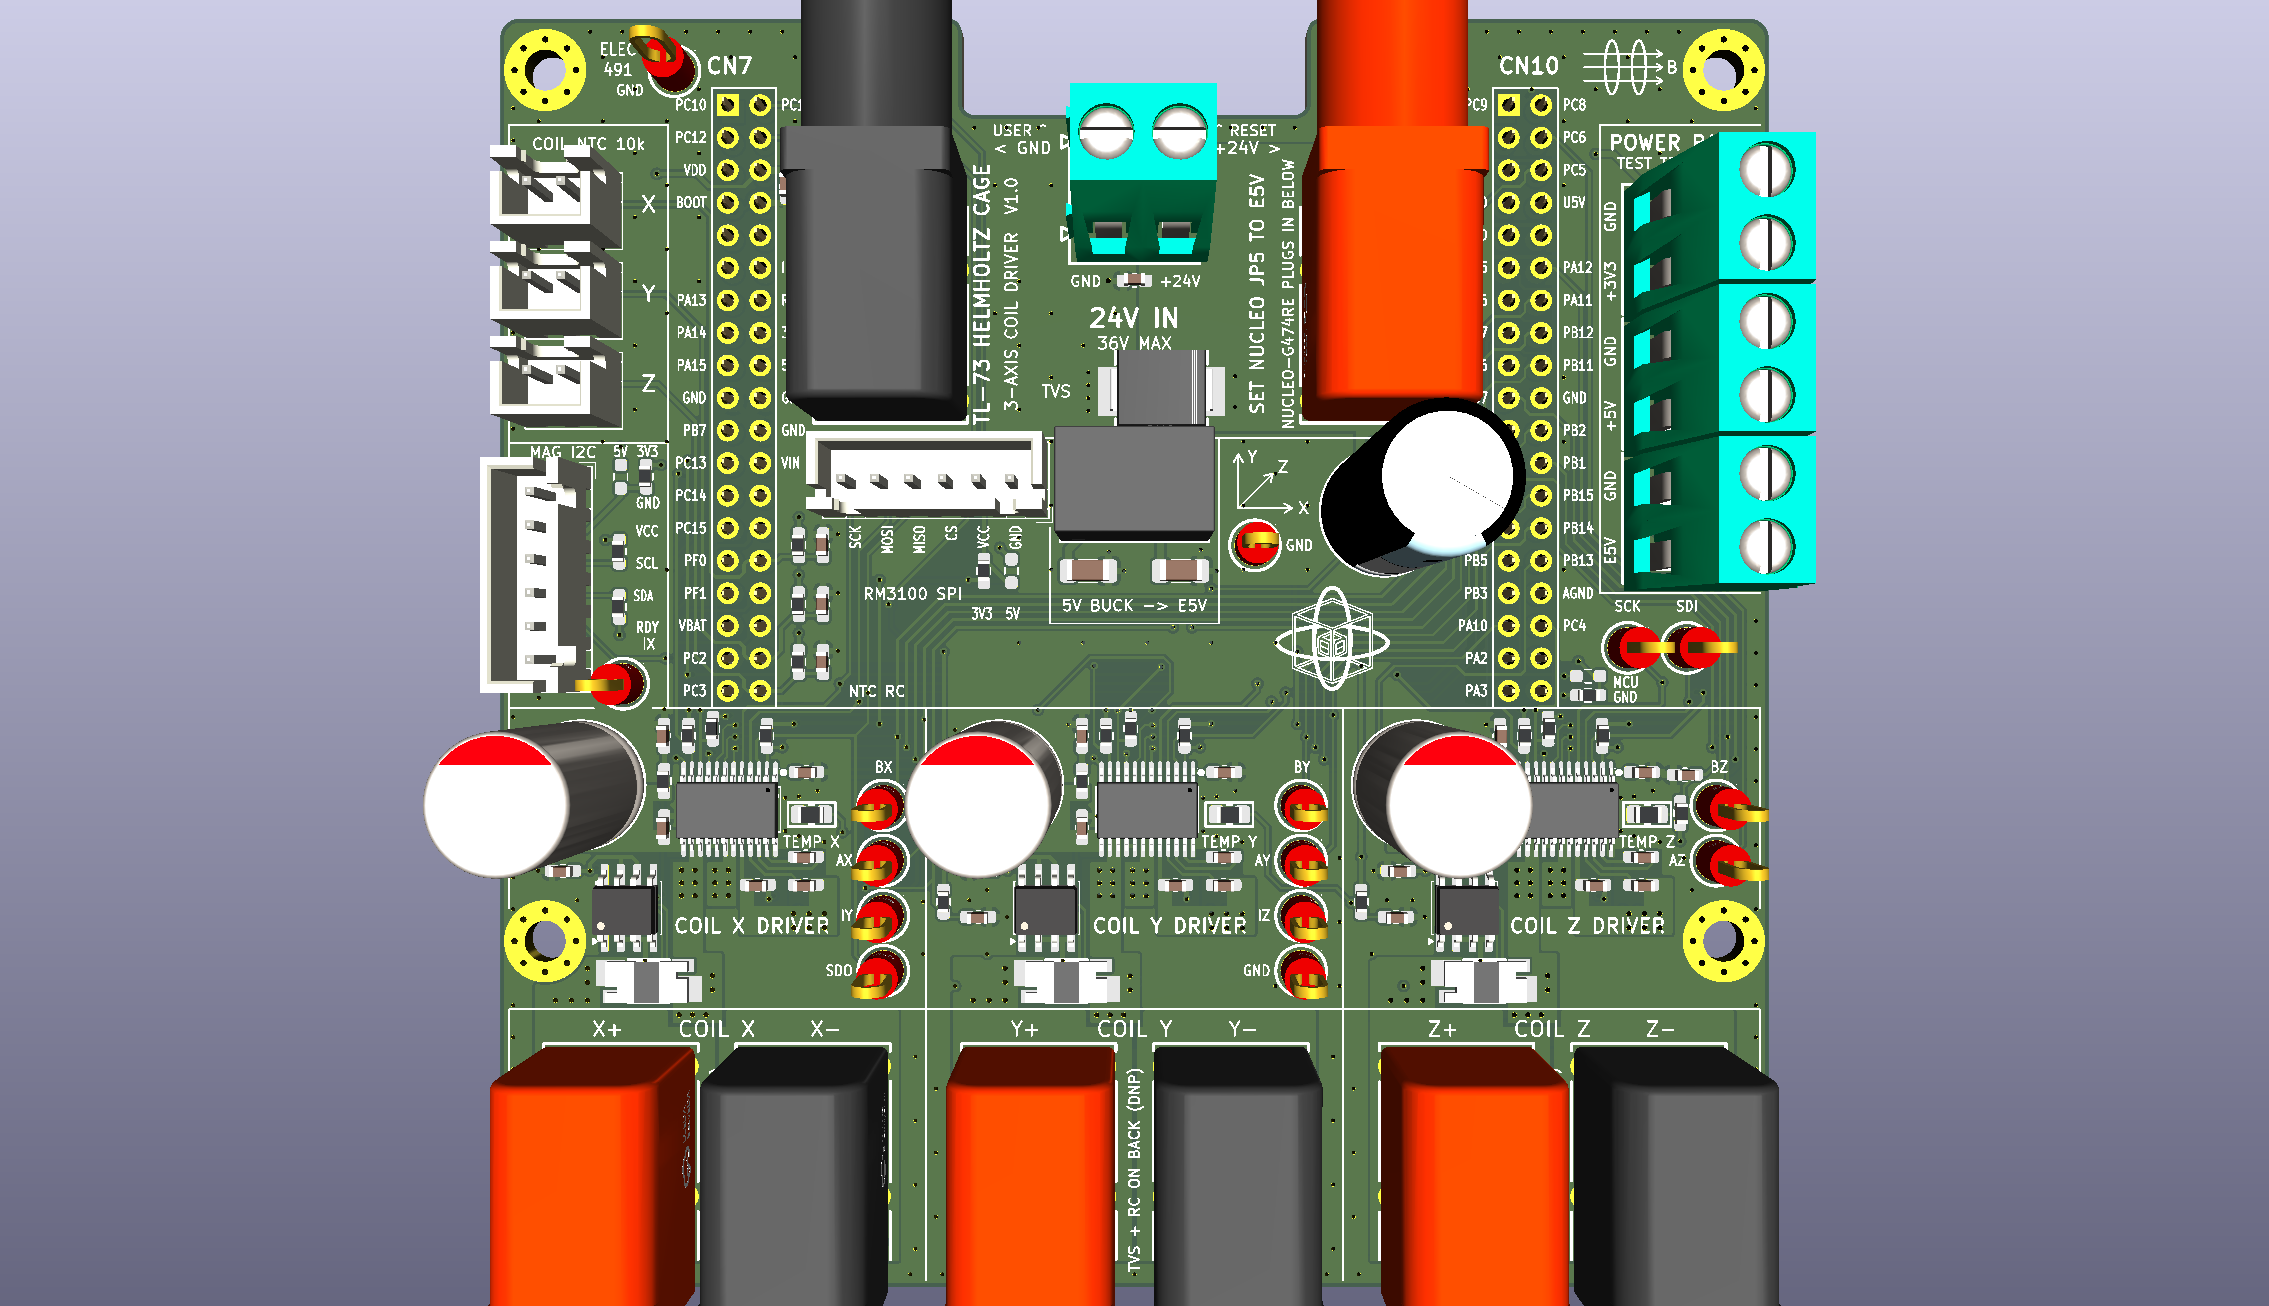 ELEC
491
GND
CN7
CN10
B
PC10
PC12
VDD
BOOT
PA13
PA14
PA15
GND
PB7
PC13
PC14
PC15
PF0
PF1
VBAT
PC2
PC3
GND
VIN
COIL NTC 10k
X
Y
Z
MAG I2C
5V 3V3
GND
VCC
SCL
SDA
RDY
IX
USER ^
< GND
RESET
+24V >
TL-73 HELMHOLTZ CAGE
3-AXIS COIL DRIVER V1.0
SET NUCLEO JP5 TO E5V
NUCLEO-G474RE PLUGS IN BELOW
GND
+24V
24V IN
36V MAX
TVS
SCK
MOSI
MISO
CS
VCC
GND
RM3100 SPI
3V3 5V
5V BUCK -> E5V
Y
Z
X
GND
NTC RC
PC9
PB5
PB3
PA10
PA2
PA3
PC8
PC6
PC5
U5V
PA12
PA11
PB12
PB11
GND
PB2
PB1
PB15
PB14
PB13
AGND
PC4
POWER
TEST
GND
+3V3
GND
+5V
GND
E5V
SCK
SDI
MCU
GND
BX
TEMP X
AX
IY
COIL X DRIVER
SDO
BY
TEMP Y
AY
IZ
COIL Y DRIVER
GND
BZ
TEMP Z
AZ
COIL Z DRIVER
X+ COIL X X-
Y+ COIL Y Y-
Z+ COIL Z Z-
TVS + RC ON BACK (DNP)